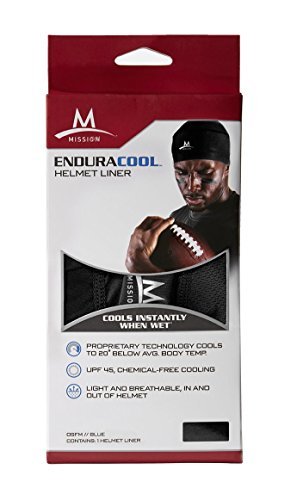 MISSION
ENDURACOOL™
HELMET LINER
MISSION
COOLS INSTANTLY
WHEN WET
PROPRIETARY TECHNOLOGY COOLS
TO 20° BELOW AVG. BODY TEMP.
UPF 45, CHEMICAL-FREE COOLING
LIGHT AND BREATHABLE, IN AND
OUT OF HELMET
OSFM // BLUE
CONTAINS: 1 HELMET LINER